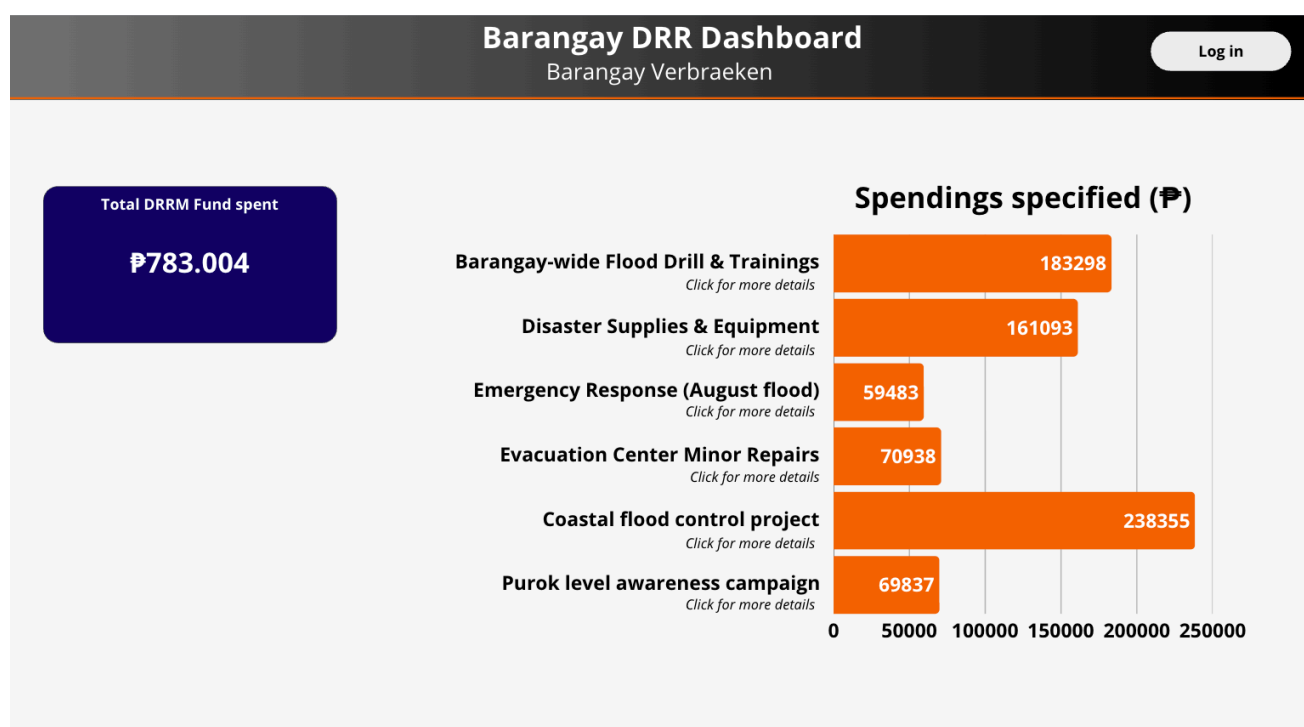 Barangay DRR Dashboard
Barangay Verbraeken
Log in
Total DRRM Fund spent
₱783.004
Spendings specified (₱)
Barangay-wide Flood Drill & Trainings
Click for more details
183298
Disaster Supplies & Equipment
Click for more details
161093
Emergency Response (August flood)
Click for more details
59483
Evacuation Center Minor Repairs
Click for more details
70938
Coastal flood control project
Click for more details
238355
Purok level awareness campaign
Click for more details
69837
0 50000 100000 150000 200000 250000